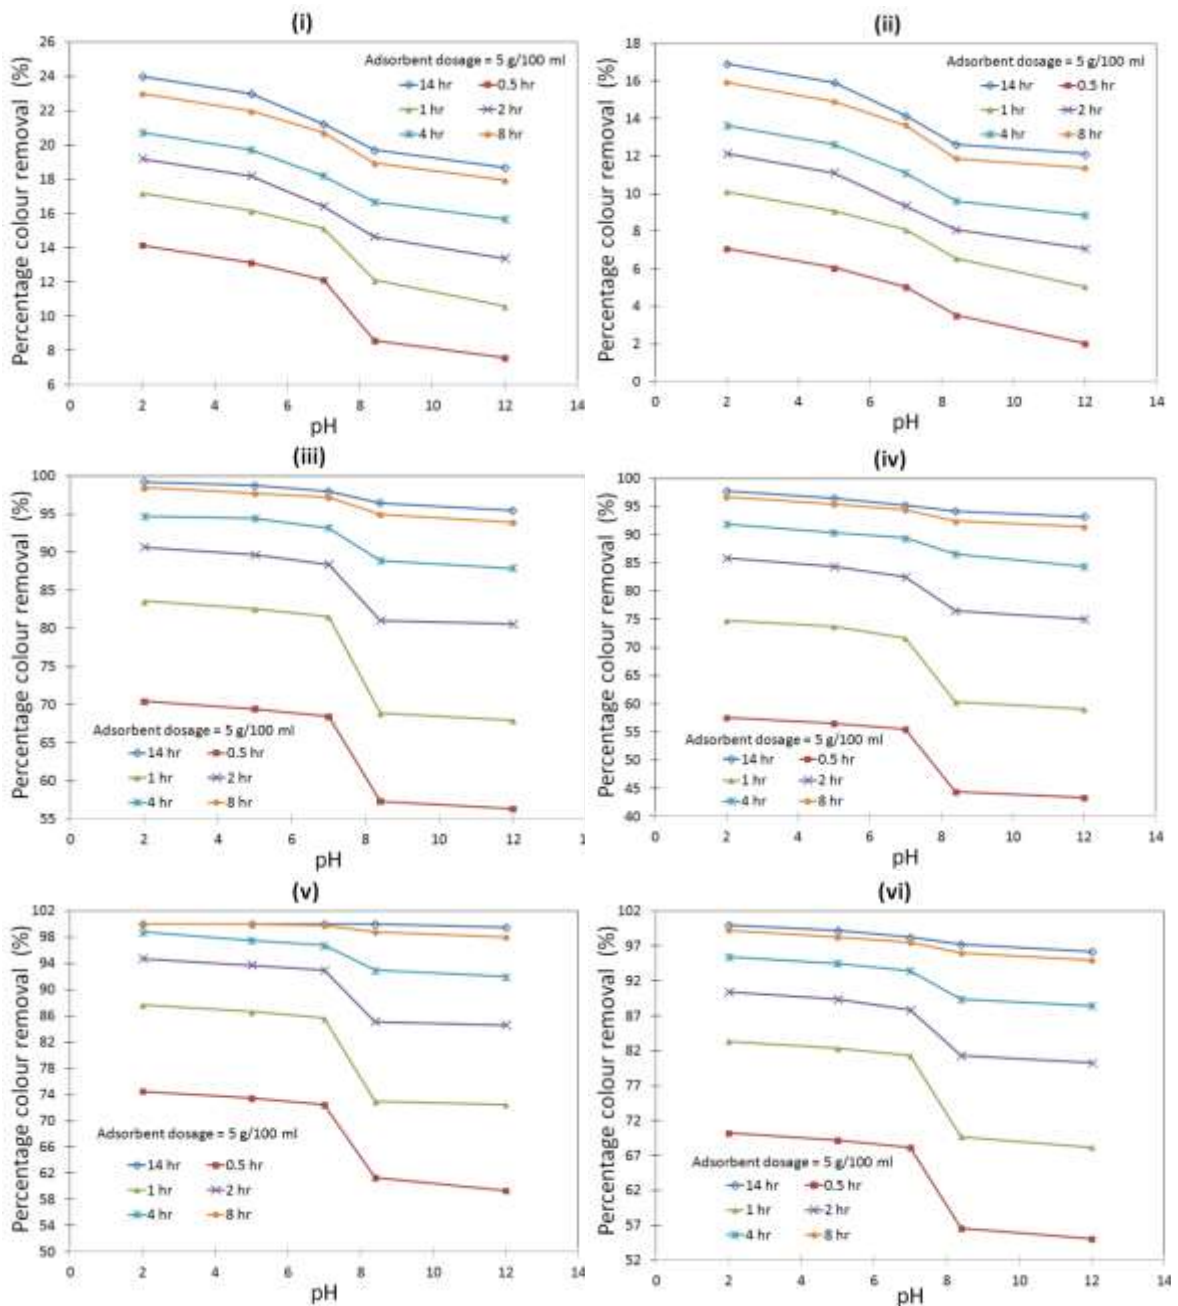 (i)
Percentage colour removal (%)
26
24
22
20
18
16
14
12
10
8
6
Adsorbent dosage = 5 g/100 ml
14 hr 0.5 hr
1 hr 2 hr
4 hr 8 hr
0 2 4 6 8 10 12 14
pH
(ii)
Percentage colour removal (%)
18
16
14
12
10
8
6
4
2
0
Adsorbent dosage = 5 g/100 ml
14 hr 0.5 hr
1 hr 2 hr
4 hr 8 hr
0 2 4 6 8 10 12 14
pH
(iii)
Percentage colour removal (%)
100
95
90
85
80
75
70
65
60
55
Adsorbent dosage = 5 g/100 ml
14 hr 0.5 hr
1 hr 2 hr
4 hr 8 hr
0 2 4 6 8 10 12
pH
(iv)
Percentage colour removal (%)
100
95
90
85
80
75
70
65
60
55
50
45
40
Adsorbent dosage = 5 g/100 ml
14 hr 0.5 hr
1 hr 2 hr
4 hr 8 hr
0 2 4 6 8 10 12 14
pH
(v)
Percentage colour removal (%)
102
98
94
90
86
82
78
74
70
66
62
58
54
50
Adsorbent dosage = 5 g/100 ml
14 hr 0.5 hr
1 hr 2 hr
4 hr 8 hr
0 2 4 6 8 10 12 14
pH
(vi)
Percentage colour removal (%)
102
97
92
87
82
77
72
67
62
57
52
Adsorbent dosage = 5 g/100 ml
14 hr 0.5 hr
1 hr 2 hr
4 hr 8 hr
0 2 4 6 8 10 12 14
pH